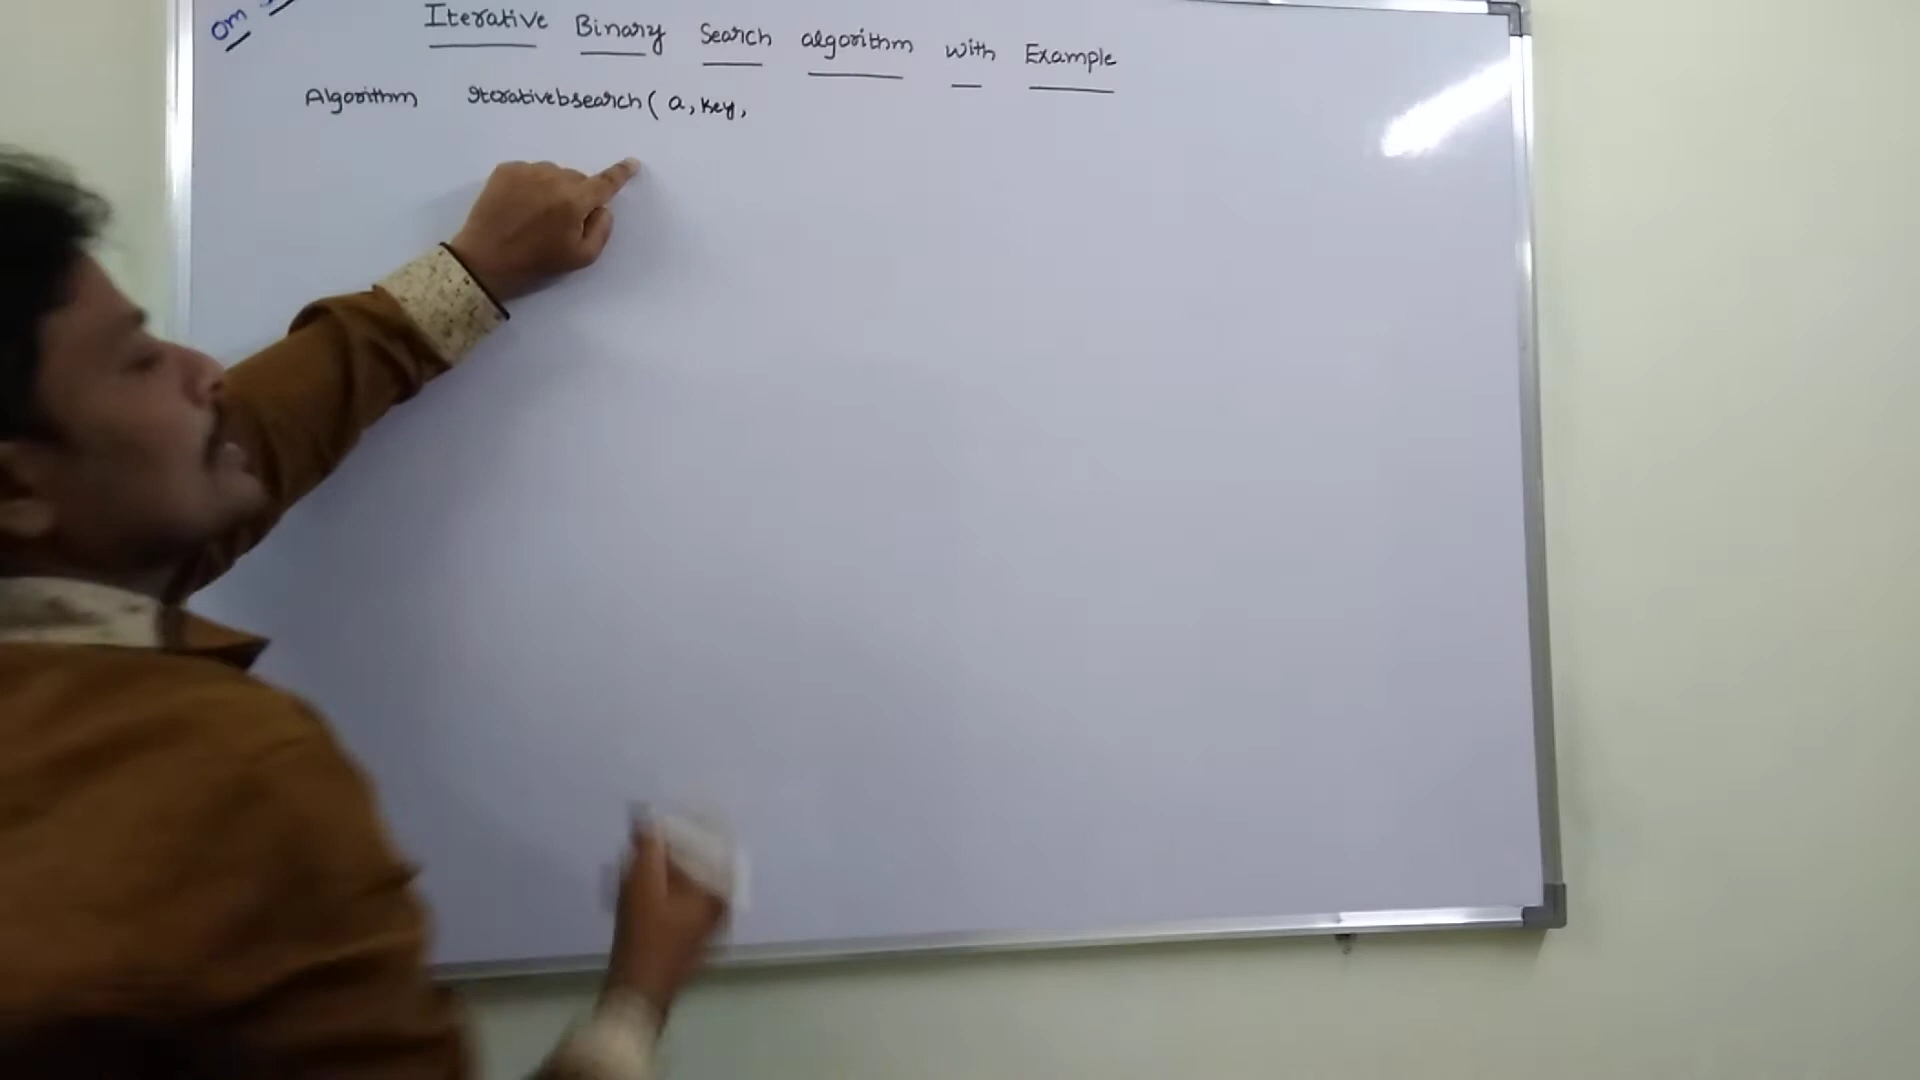 Om
Iterative Binary Search algorithm with Example
Algorithm Iterativebsearch( a, key,